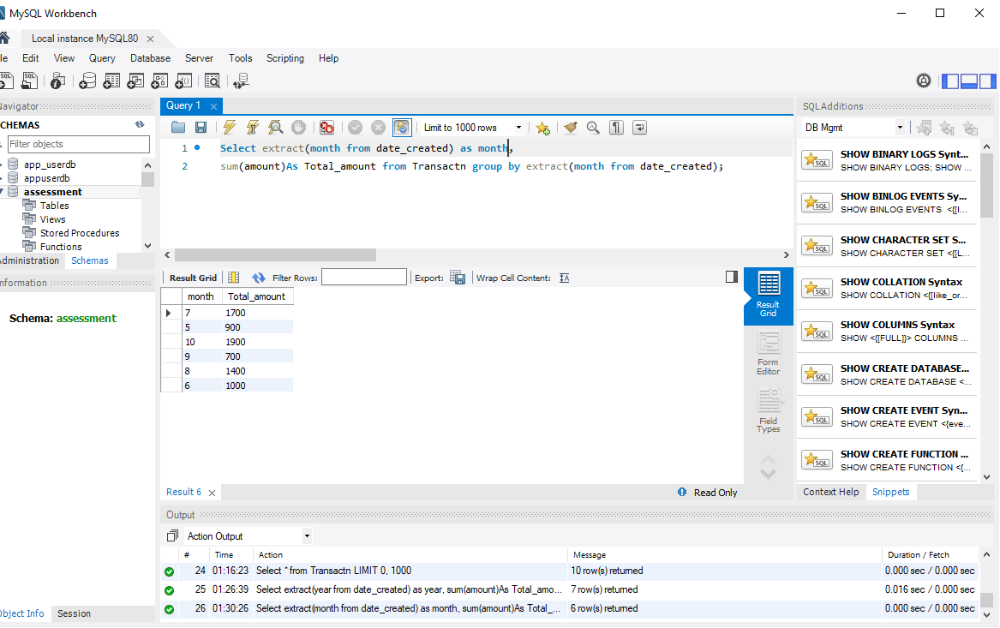 MySQL Workbench
Local instance MySQL80
le Edit View Query Database Server Tools Scripting Help
Navigator
CHEMAS
Filter objects
app_userdb
appuserdb
assessment
Tables
Views
Stored Procedures
Functions
Administration Schemas
nformation
Schema: assessment
Object Info Session
Query 1
Limit to 1000 rows
1 Select extract(month from date_created) as month,
2 sum(amount)As Total_amount from Transactn group by extract(month from date_created);
Result Grid Filter Rows: Export: Wrap Cell Content:
month Total_amount
7 1700
5 900
10 1900
9 700
8 1400
6 1000
Result Grid
Form Editor
Field Types
Result 6 Read Only
SQLAdditions
DB Mgmt
SHOW BINARY LOGS Synt...
SHOW BINARY LOGS; SHOW ...
SHOW BINLOG EVENTS Sy...
SHOW BINLOG EVENTS <{[I...
SHOW CHARACTER SET S...
SHOW CHARACTER SET <{[L...
SHOW COLLATION Syntax
SHOW COLLATION <{[like_or...
SHOW COLUMNS Syntax
SHOW <{[FULL]}> COLUMNS ...
SHOW CREATE DATABASE...
SHOW CREATE DATABASE <...
SHOW CREATE EVENT Syn...
SHOW CREATE EVENT <{eve...
SHOW CREATE FUNCTION ...
SHOW CREATE FUNCTION <{...
Context Help Snippets
Output
Action Output
# Time Action Message Duration / Fetch
24 01:16:23 Select * from Transactn LIMIT 0, 1000 10 row(s) returned 0.000 sec / 0.000 sec
25 01:26:39 Select extract(year from date_created) as year, sum(amount)As Total_amo... 7 row(s) returned 0.016 sec / 0.000 sec
26 01:30:26 Select extract(month from date_created) as month, sum(amount)As Total_... 6 row(s) returned 0.000 sec / 0.000 sec